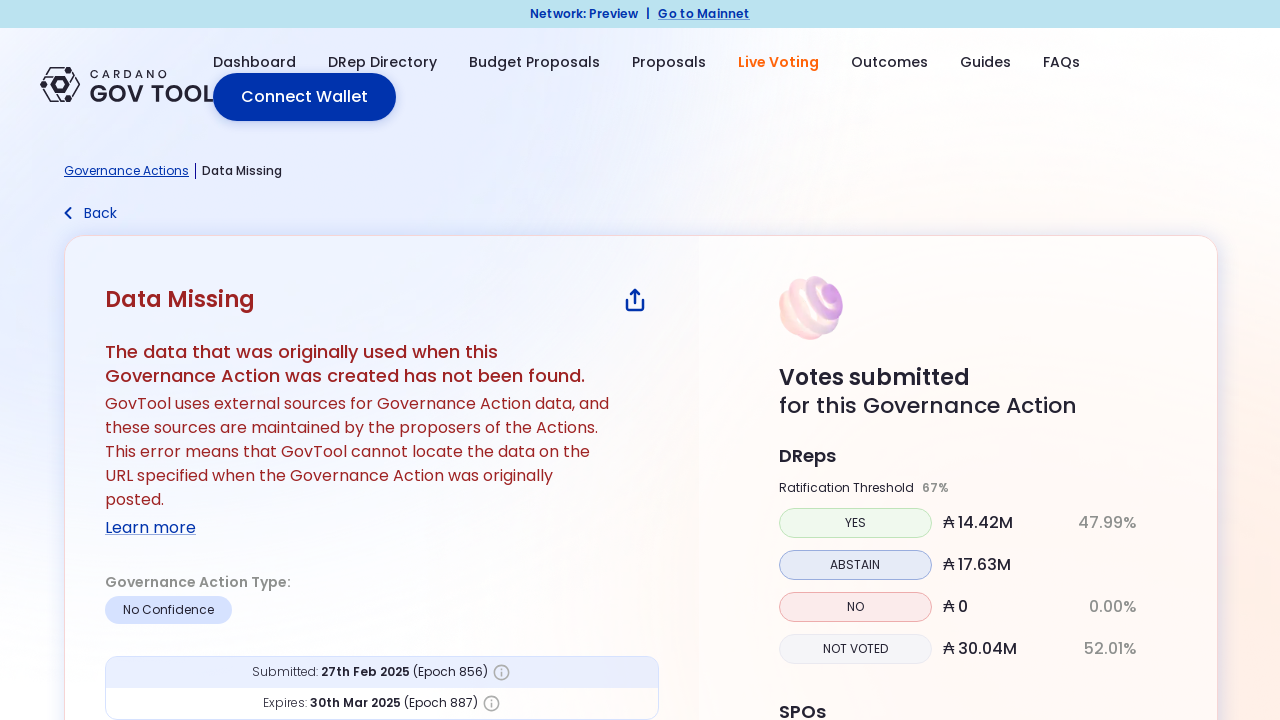 Network: Preview | Go to Mainnet
CARDANO
GOV TOOL
Dashboard DRep Directory Budget Proposals Proposals Live Voting Outcomes Guides FAQs
Connect Wallet
Governance Actions | Data Missing
Back
Data Missing
The data that was originally used when this
Governance Action was created has not been found.
GovTool uses external sources for Governance Action data, and
these sources are maintained by the proposers of the Actions.
This error means that GovTool cannot locate the data on the
URL specified when the Governance Action was originally
posted.
Learn more
Governance Action Type:
No Confidence
Submitted: 27th Feb 2025 (Epoch 856)
Expires: 30th Mar 2025 (Epoch 887)
Votes submitted
for this Governance Action
DReps
Ratification Threshold 67%
YES ₳ 14.42M 47.99%
ABSTAIN ₳ 17.63M
NO ₳ 0 0.00%
NOT VOTED ₳ 30.04M 52.01%
SPOs